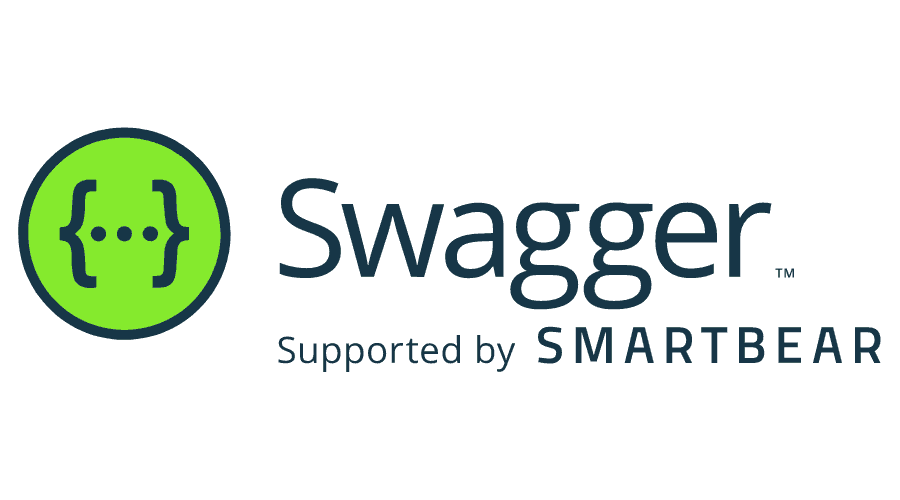 {...}
Swagger™
Supported by SMARTBEAR